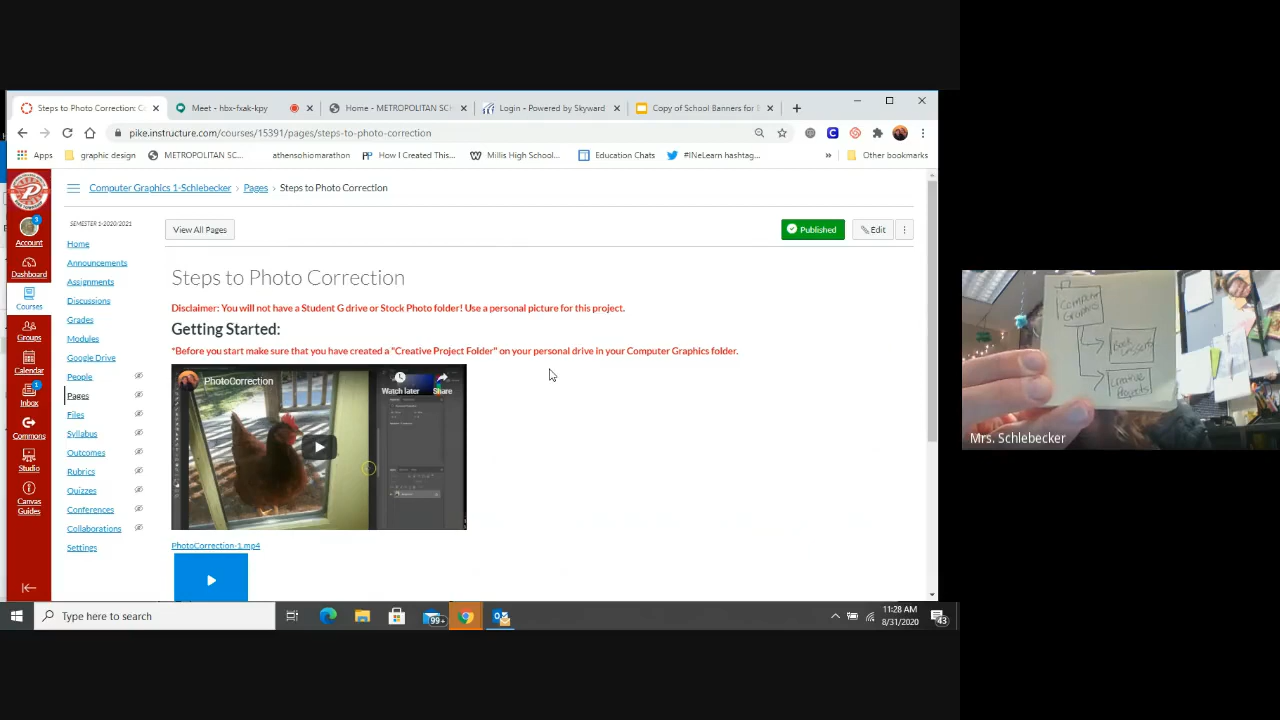 Steps to Photo Correction: C
Meet - hbx-fxak-kpy
Home - METROPOLITAN SCH
Login - Powered by Skyward
Copy of School Banners for
pike.instructure.com/courses/15391/pages/steps-to-photo-correction
Apps
graphic design
METROPOLITAN SC...
athensohiomarathon
How I Created This...
Millis High School...
Education Chats
#INeLearn hashtag...
»
Other bookmarks
Computer Graphics 1-Schlebecker > Pages > Steps to Photo Correction
SEMESTER 1-2020/2021
View All Pages
Published
Edit
Account
Dashboard
Courses
Groups
Calendar
Inbox
Commons
Studio
Canvas
Guides
3
1
Home
Announcements
Assignments
Discussions
Grades
Modules
Google Drive
People
Pages
Files
Syllabus
Outcomes
Rubrics
Quizzes
Conferences
Collaborations
Settings
Steps to Photo Correction
Disclaimer: You will not have a Student G drive or Stock Photo folder! Use a personal picture for this project.
Getting Started:
*Before you start make sure that you have created a "Creative Project Folder" on your personal drive in your Computer Graphics folder.
PhotoCorrection
Watch later
Share
PhotoCorrection-1.mp4
Type here to search
99+
11:28 AM
8/31/2020
43
Computer
Graphics
Mrs. Schlebecker